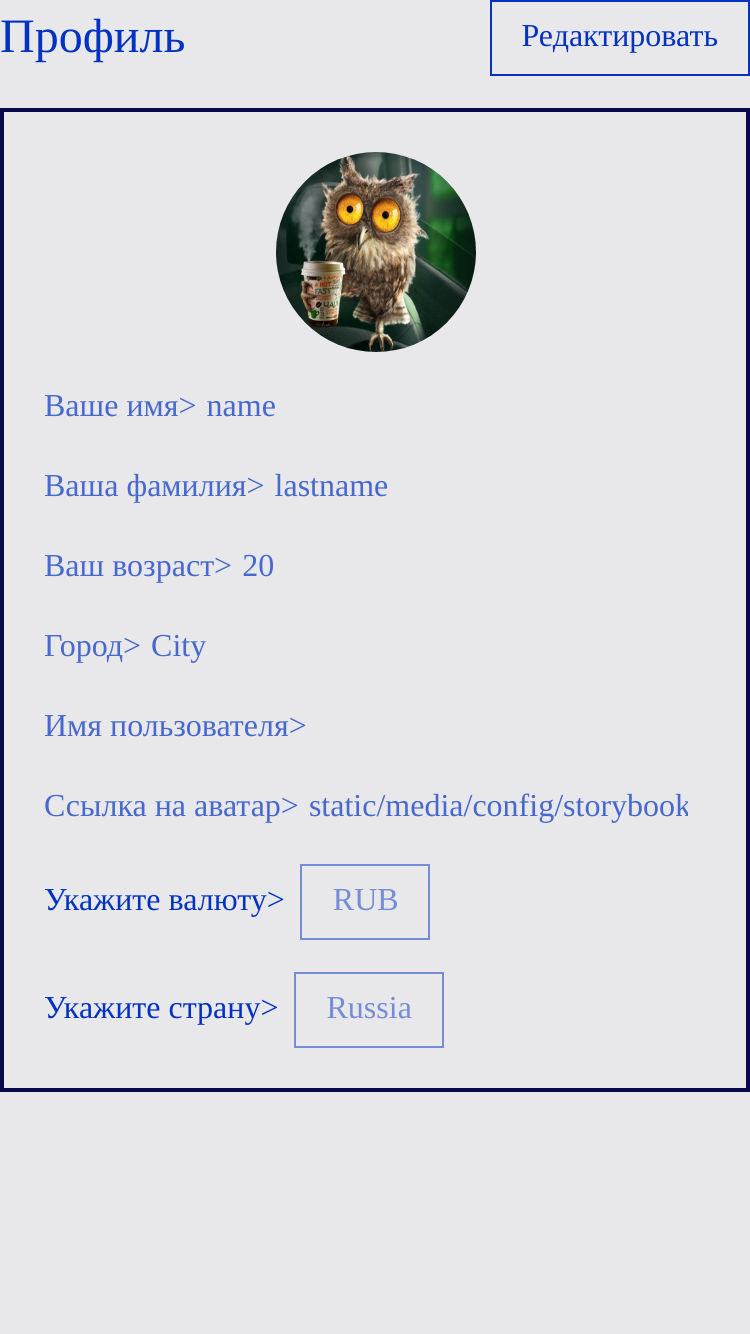 Профиль
Редактировать
Ваше имя> name
Ваша фамилия> lastname
Ваш возраст> 20
Город> City
Имя пользователя>
Ссылка на аватар> static/media/config/storybook
Укажите валюту> RUB
Укажите страну> Russia